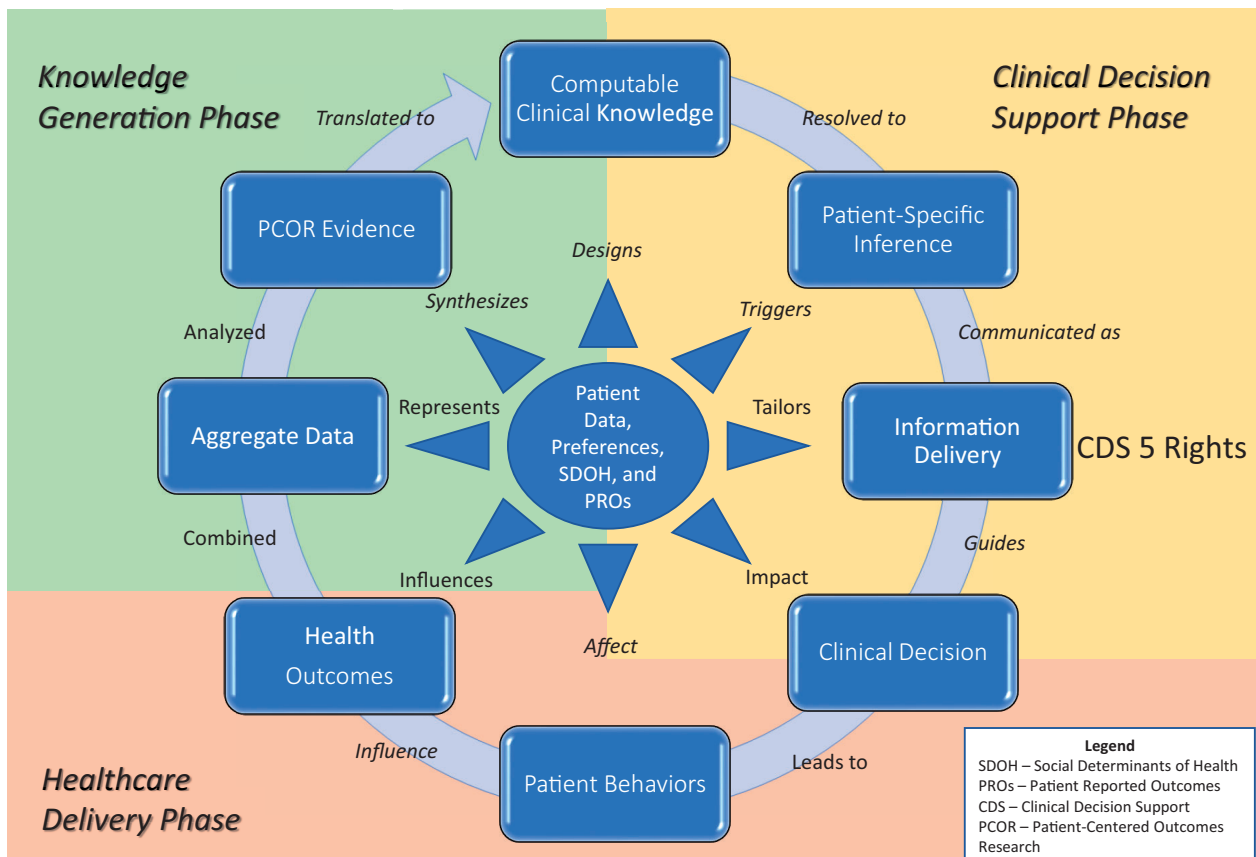 Knowledge
Generation Phase
Clinical Decision
Support Phase
Computable
Clinical Knowledge
Translated to
Resolved to
PCOR Evidence
Patient-Specific
Inference
Designs
Synthesizes
Triggers
Analyzed
Communicated as
Aggregate Data
Represents
Patient
Data,
Preferences,
SDOH, and
PROs
Tailors
Information
Delivery
CDS 5 Rights
Combined
Guides
Influences
Impact
Health
Outcomes
Affect
Clinical Decision
Influence
Patient Behaviors
Leads to
Healthcare
Delivery Phase
Legend
SDOH – Social Determinants of Health
PROs – Patient Reported Outcomes
CDS – Clinical Decision Support
PCOR – Patient-Centered Outcomes
Research